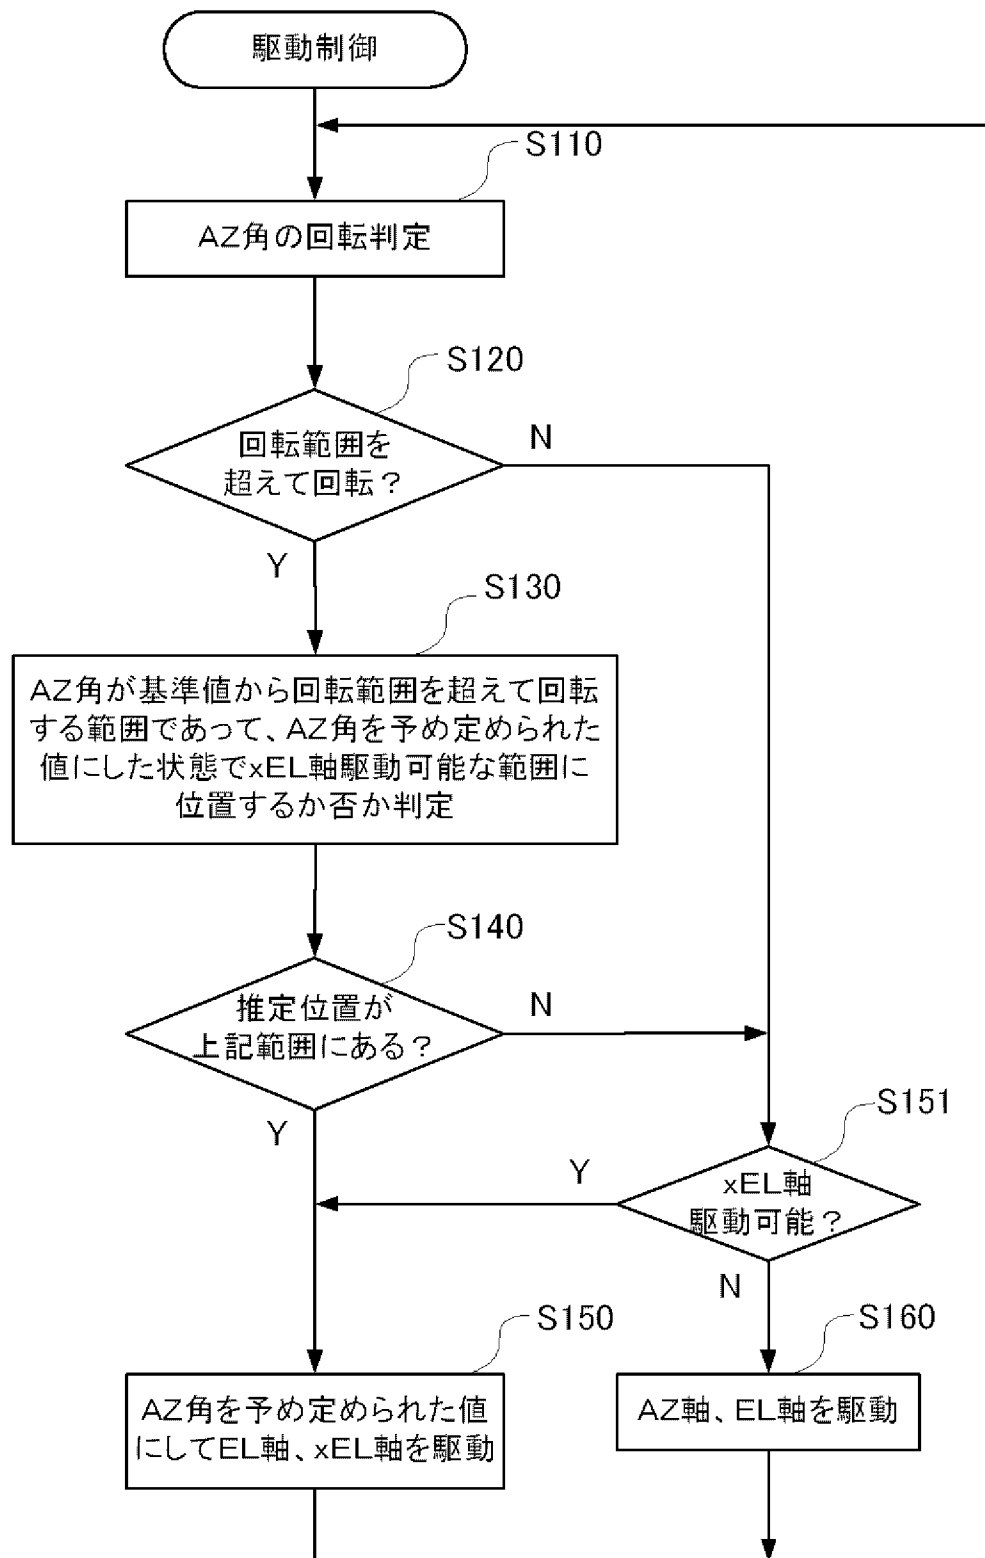 駆動制御
S110
AZ角の回転判定
S120
回転範囲を
超えて回転？
N
Y
S130
AZ角が基準値から回転範囲を超えて回転
する範囲であって、AZ角を予め定められた
値にした状態でxEL軸駆動可能な範囲に
位置するか否か判定
S140
推定位置が
上記範囲にある？
N
Y
S151
xEL軸
駆動可能？
Y
N
S150
AZ角を予め定められた値
にしてEL軸、xEL軸を駆動
S160
AZ軸、EL軸を駆動